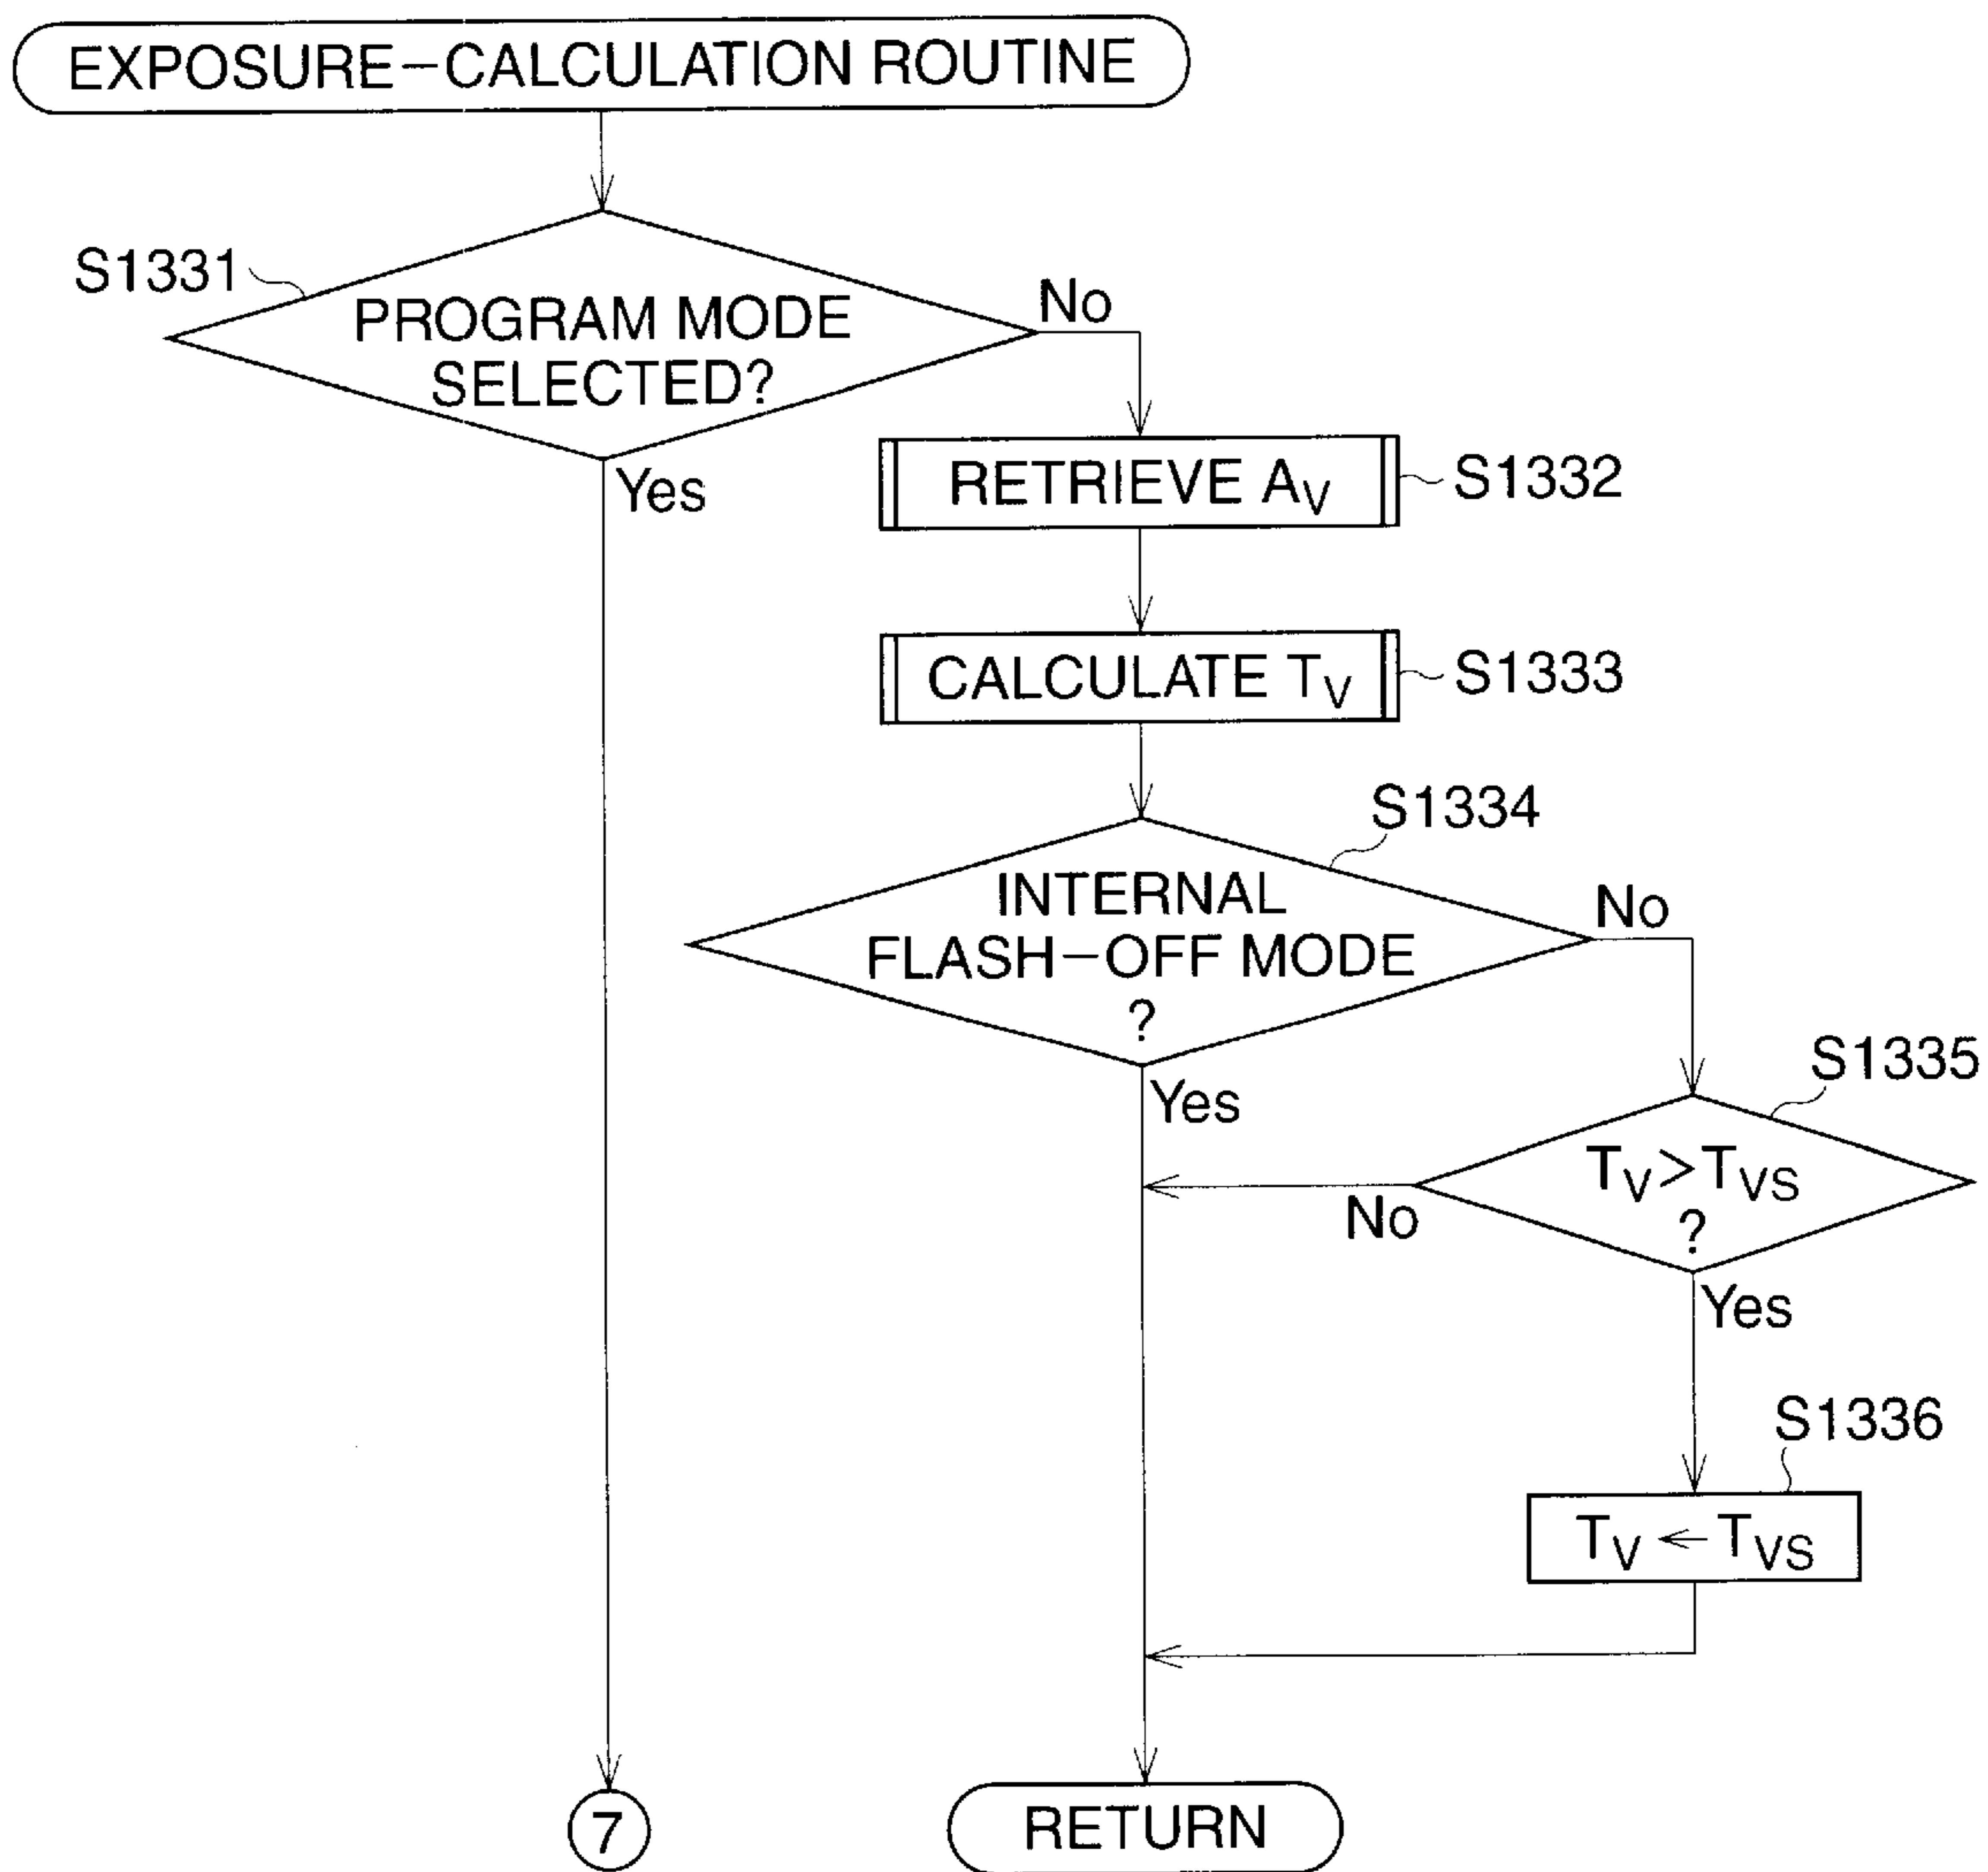 EXPOSURE-CALCULATION ROUTINE
S1331
PROGRAM MODE
SELECTED?
No
Yes
RETRIEVE AV
S1332
CALCULATE TV
S1333
S1334
INTERNAL
FLASH-OFF MODE
?
No
Yes
S1335
TV>TVS
?
No
Yes
S1336
TV ← TVS
7
RETURN